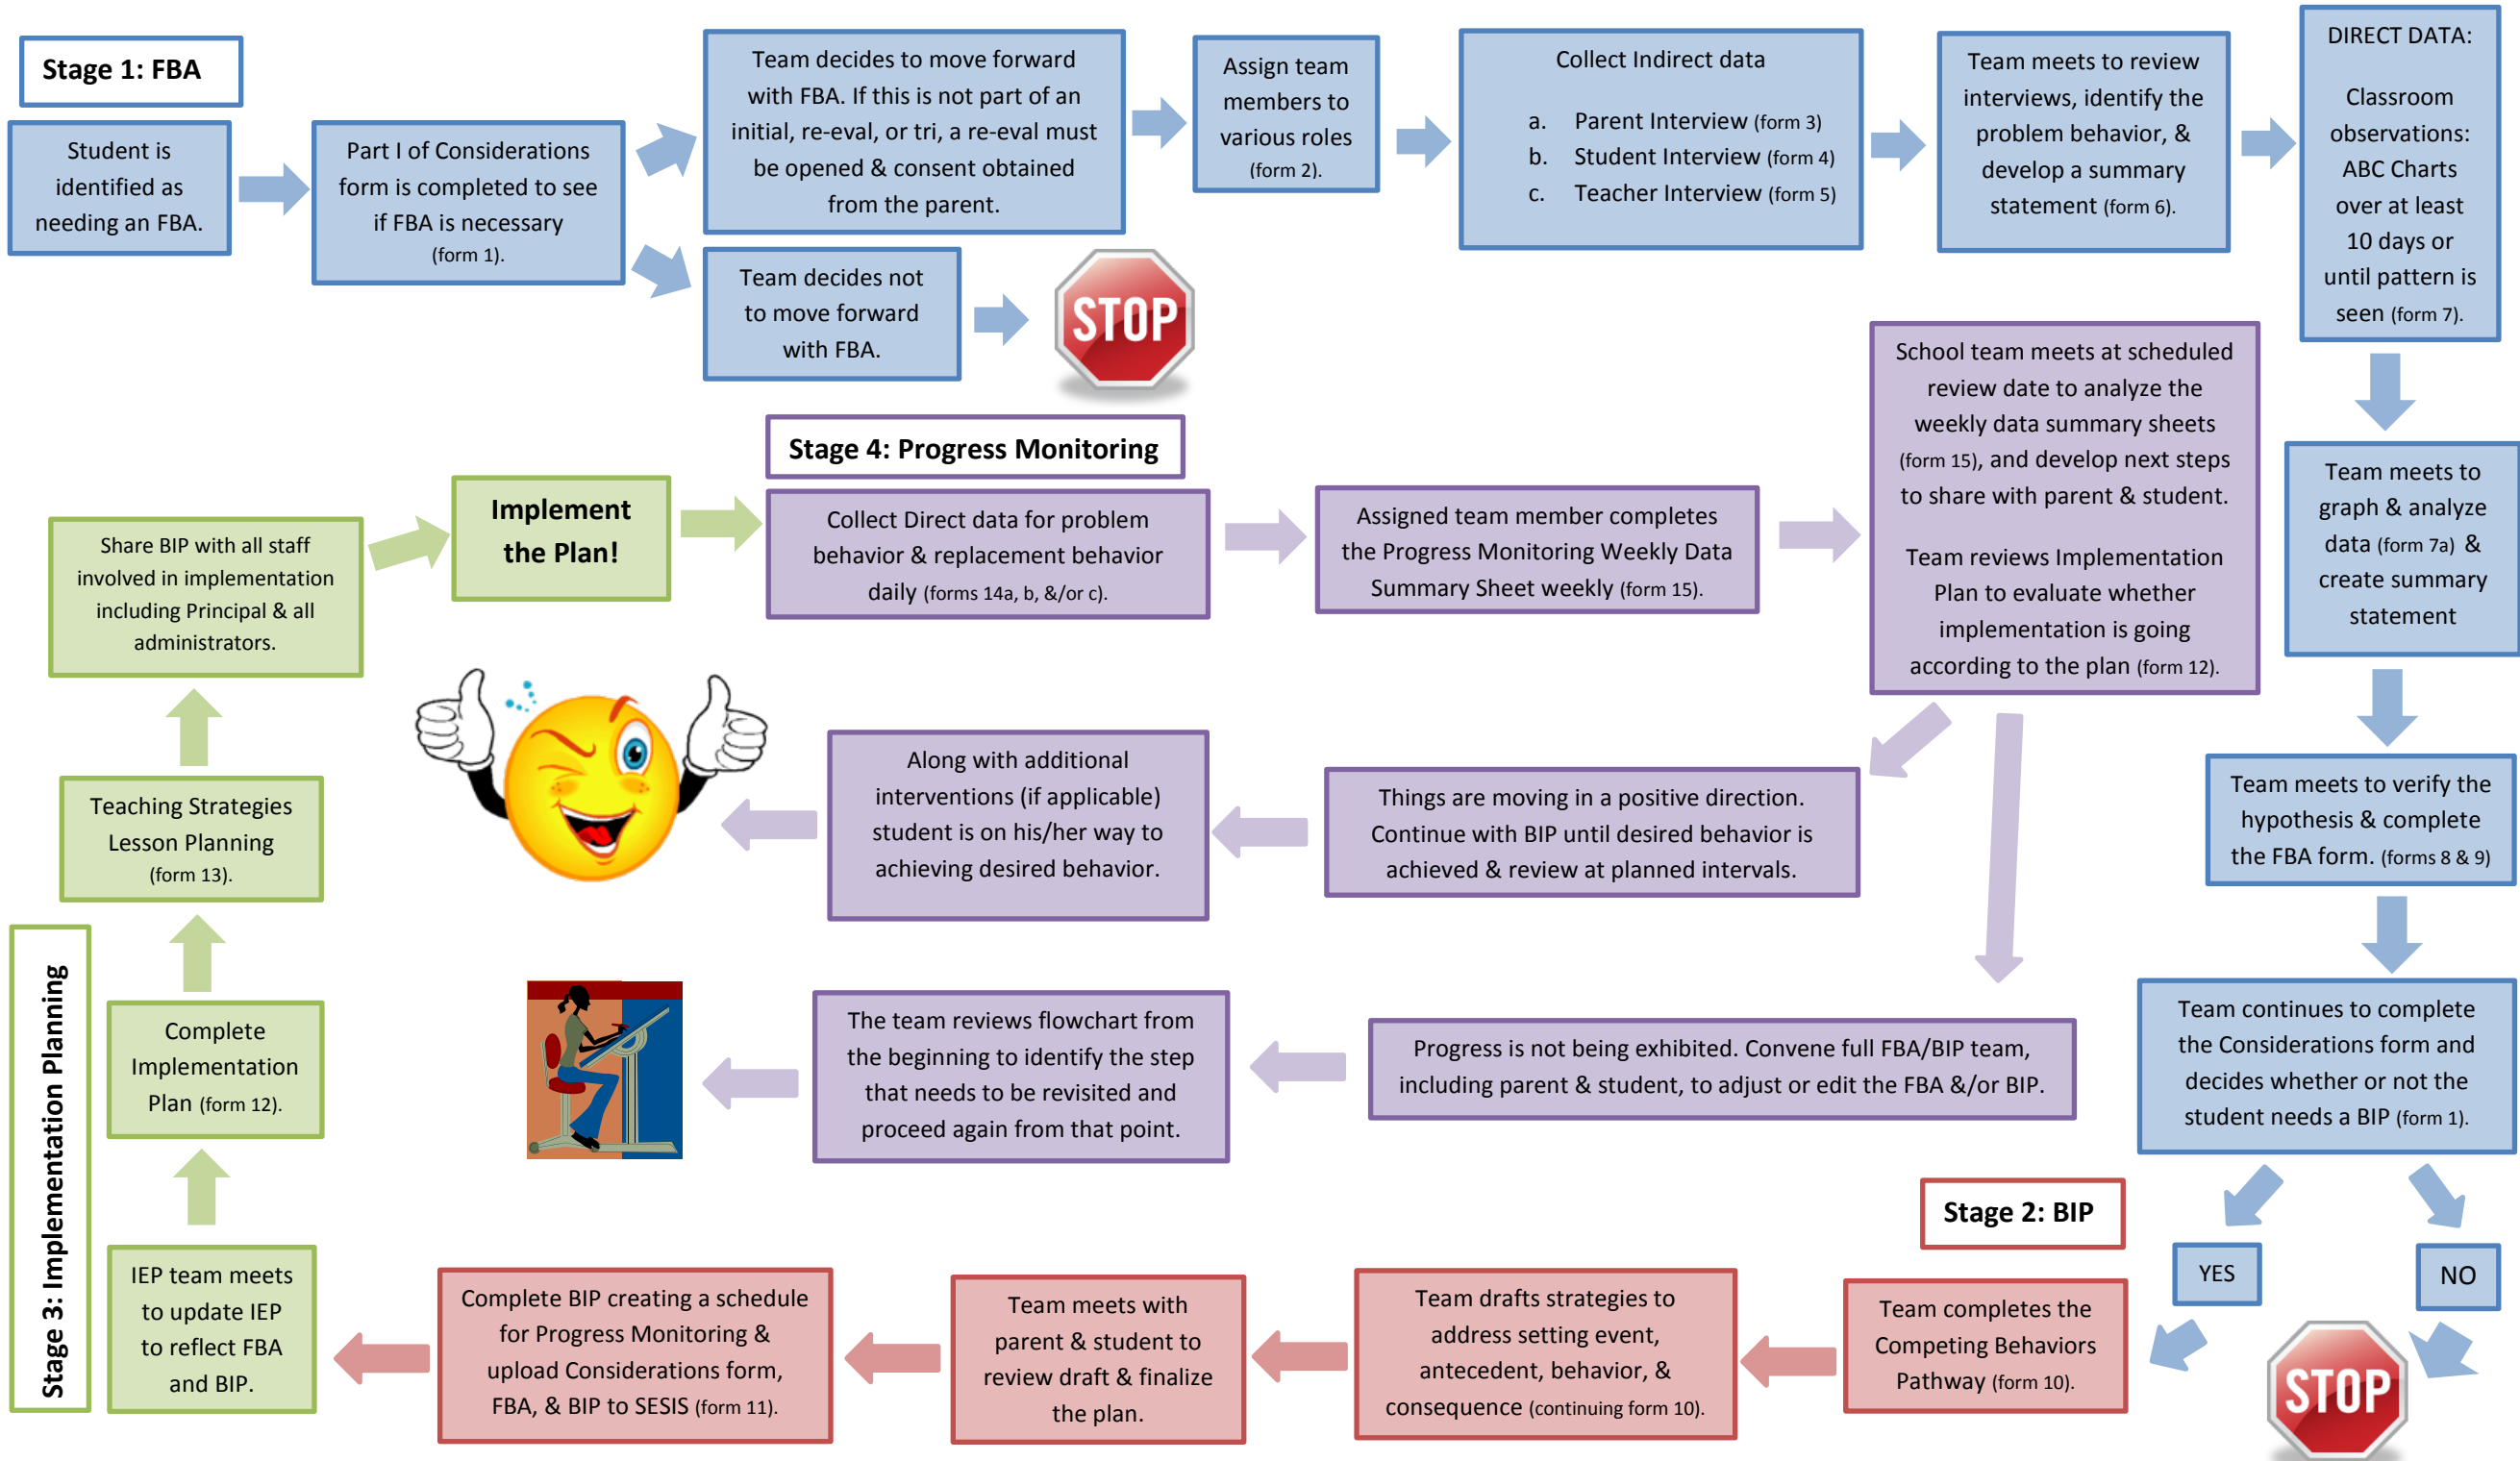 Stage 1: FBA
Student is
identified as
needing an FBA.
Part I of Considerations
form is completed to see
if FBA is necessary
(form 1).
Team decides to move forward
with FBA. If this is not part of an
initial, re-eval, or tri, a re-eval must
be opened & consent obtained
from the parent.
Team decides not
to move forward
with FBA.
STOP
Assign team
members to
various roles
(form 2).
Collect Indirect data
a. Parent Interview (form 3)
b. Student Interview (form 4)
c. Teacher Interview (form 5)
Team meets to review
interviews, identify the
problem behavior, &
develop a summary
statement (form 6).
DIRECT DATA:
Classroom
observations:
ABC Charts
over at least
10 days or
until pattern is
seen (form 7).
Team meets to
graph & analyze
data (form 7a) &
create summary
statement
Team meets to verify the
hypothesis & complete
the FBA form. (forms 8 & 9)
Team continues to complete
the Considerations form and
decides whether or not the
student needs a BIP (form 1).
YES
NO
STOP
Stage 2: BIP
Team completes the
Competing Behaviors
Pathway (form 10).
Team drafts strategies to
address setting event,
antecedent, behavior, &
consequence (continuing form 10).
Team meets with
parent & student to
review draft & finalize
the plan.
Complete BIP creating a schedule
for Progress Monitoring &
upload Considerations form,
FBA, & BIP to SESIS (form 11).
Stage 3: Implementation Planning
IEP team meets
to update IEP
to reflect FBA
and BIP.
Complete
Implementation
Plan (form 12).
Teaching Strategies
Lesson Planning
(form 13).
Share BIP with all staff
involved in implementation
including Principal & all
administrators.
Implement
the Plan!
Stage 4: Progress Monitoring
Collect Direct data for problem
behavior & replacement behavior
daily (forms 14a, b, &/or c).
Assigned team member completes
the Progress Monitoring Weekly Data
Summary Sheet weekly (form 15).
School team meets at scheduled
review date to analyze the
weekly data summary sheets
(form 15), and develop next steps
to share with parent & student.
Team reviews Implementation
Plan to evaluate whether
implementation is going
according to the plan (form 12).
Things are moving in a positive direction.
Continue with BIP until desired behavior is
achieved & review at planned intervals.
Along with additional
interventions (if applicable)
student is on his/her way to
achieving desired behavior.
Progress is not being exhibited. Convene full FBA/BIP team,
including parent & student, to adjust or edit the FBA &/or BIP.
The team reviews flowchart from
the beginning to identify the step
that needs to be revisited and
proceed again from that point.